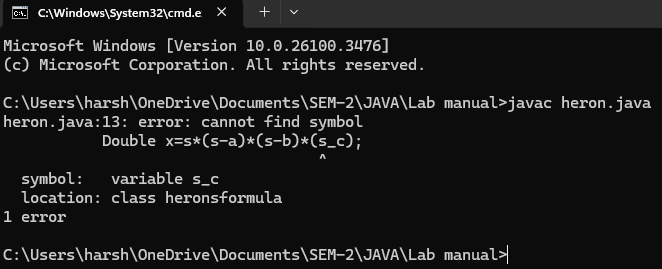 C:\Windows\System32\cmd.e:
Microsoft Windows [Version 10.0.26100.3476]
(c) Microsoft Corporation. All rights reserved.
C:\Users\harsh\OneDrive\Documents\SEM-2\JAVA\Lab manual>javac heron.java
heron.java:13: error: cannot find symbol
Double x=s*(s-a)*(s-b)*(s_c);
^
symbol:   variable s_c
location: class heronsformula
1 error
C:\Users\harsh\OneDrive\Documents\SEM-2\JAVA\Lab manual>